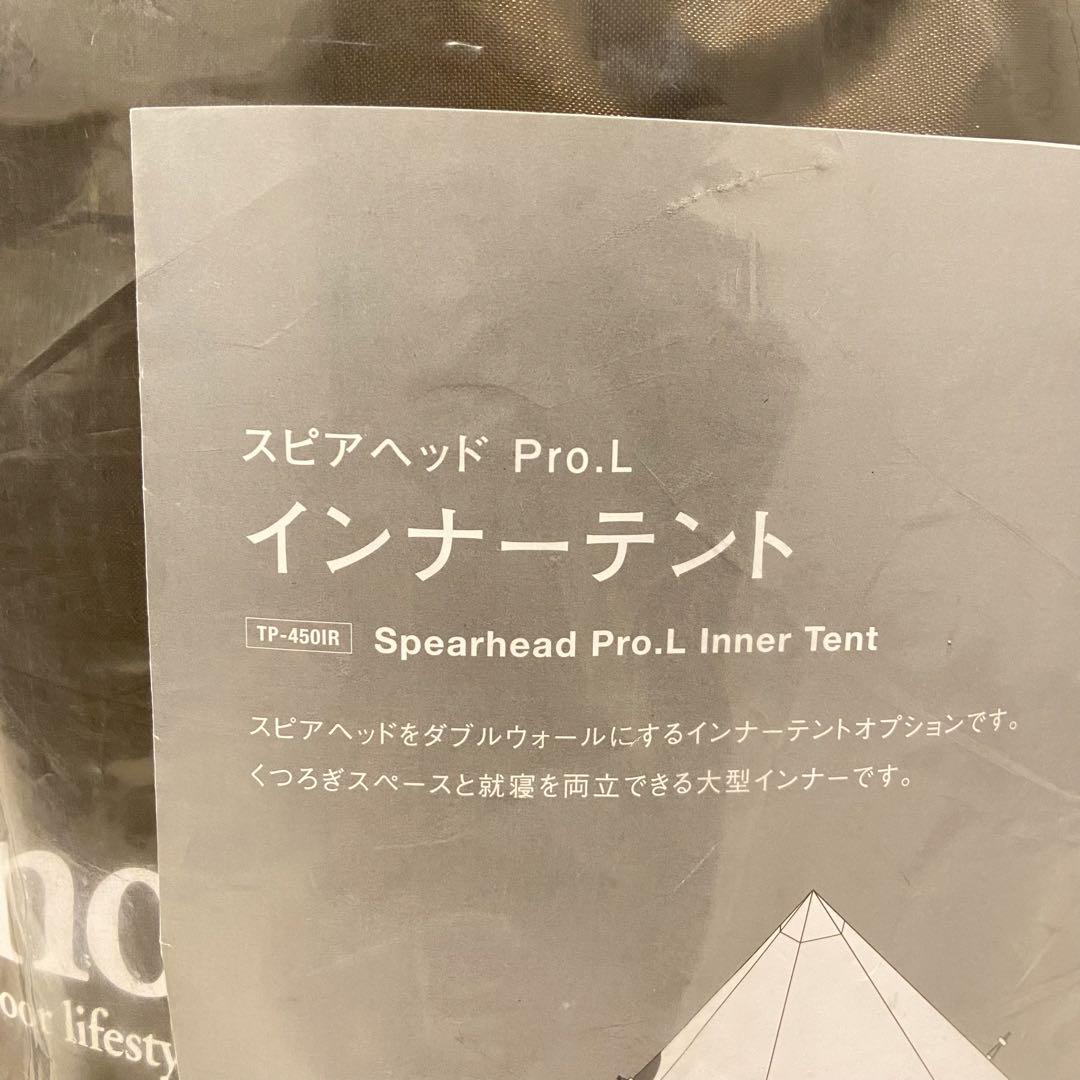 スピアヘッド Pro.L
インナーテント
TP-450IR Spearhead Pro.L Inner Tent
スピアヘッドをダブルウォールにするインナーテントオプションです。
くつろぎスペースと就寝を両立できる大型インナーです。
no
oor lifesty